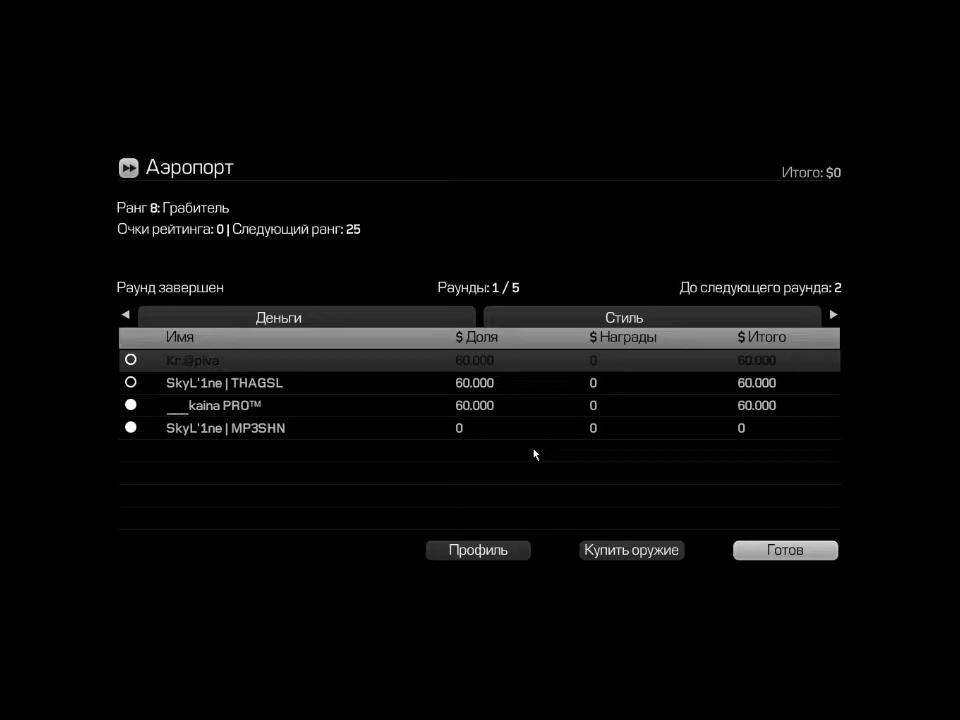 Аэропорт
Итого: $0
Ранг 8: Грабитель
Очки рейтинга: 0 | Следующий ранг: 25
Раунд завершен Раунды: 1 / 5 До следующего раунда: 2
Деньги Стиль
Имя $ Доля $ Награды $ Итого
Kr.@piva 60.000 0 60.000
SkyL'1ne | THAGSL 60.000 0 60.000
___kaina PRO™ 60.000 0 60.000
SkyL'1ne | MP3SHN 0 0 0
Профиль Купить оружие Готов